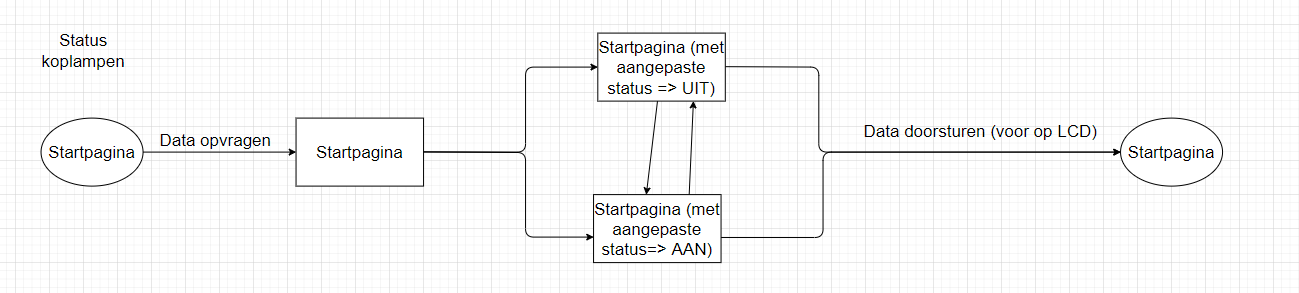 Status
koplampen
Startpagina
Data opvragen
Startpagina
Startpagina (met
aangepaste
status => UIT)
Startpagina (met
aangepaste
status=> AAN)
Data doorsturen (voor op LCD)
Startpagina